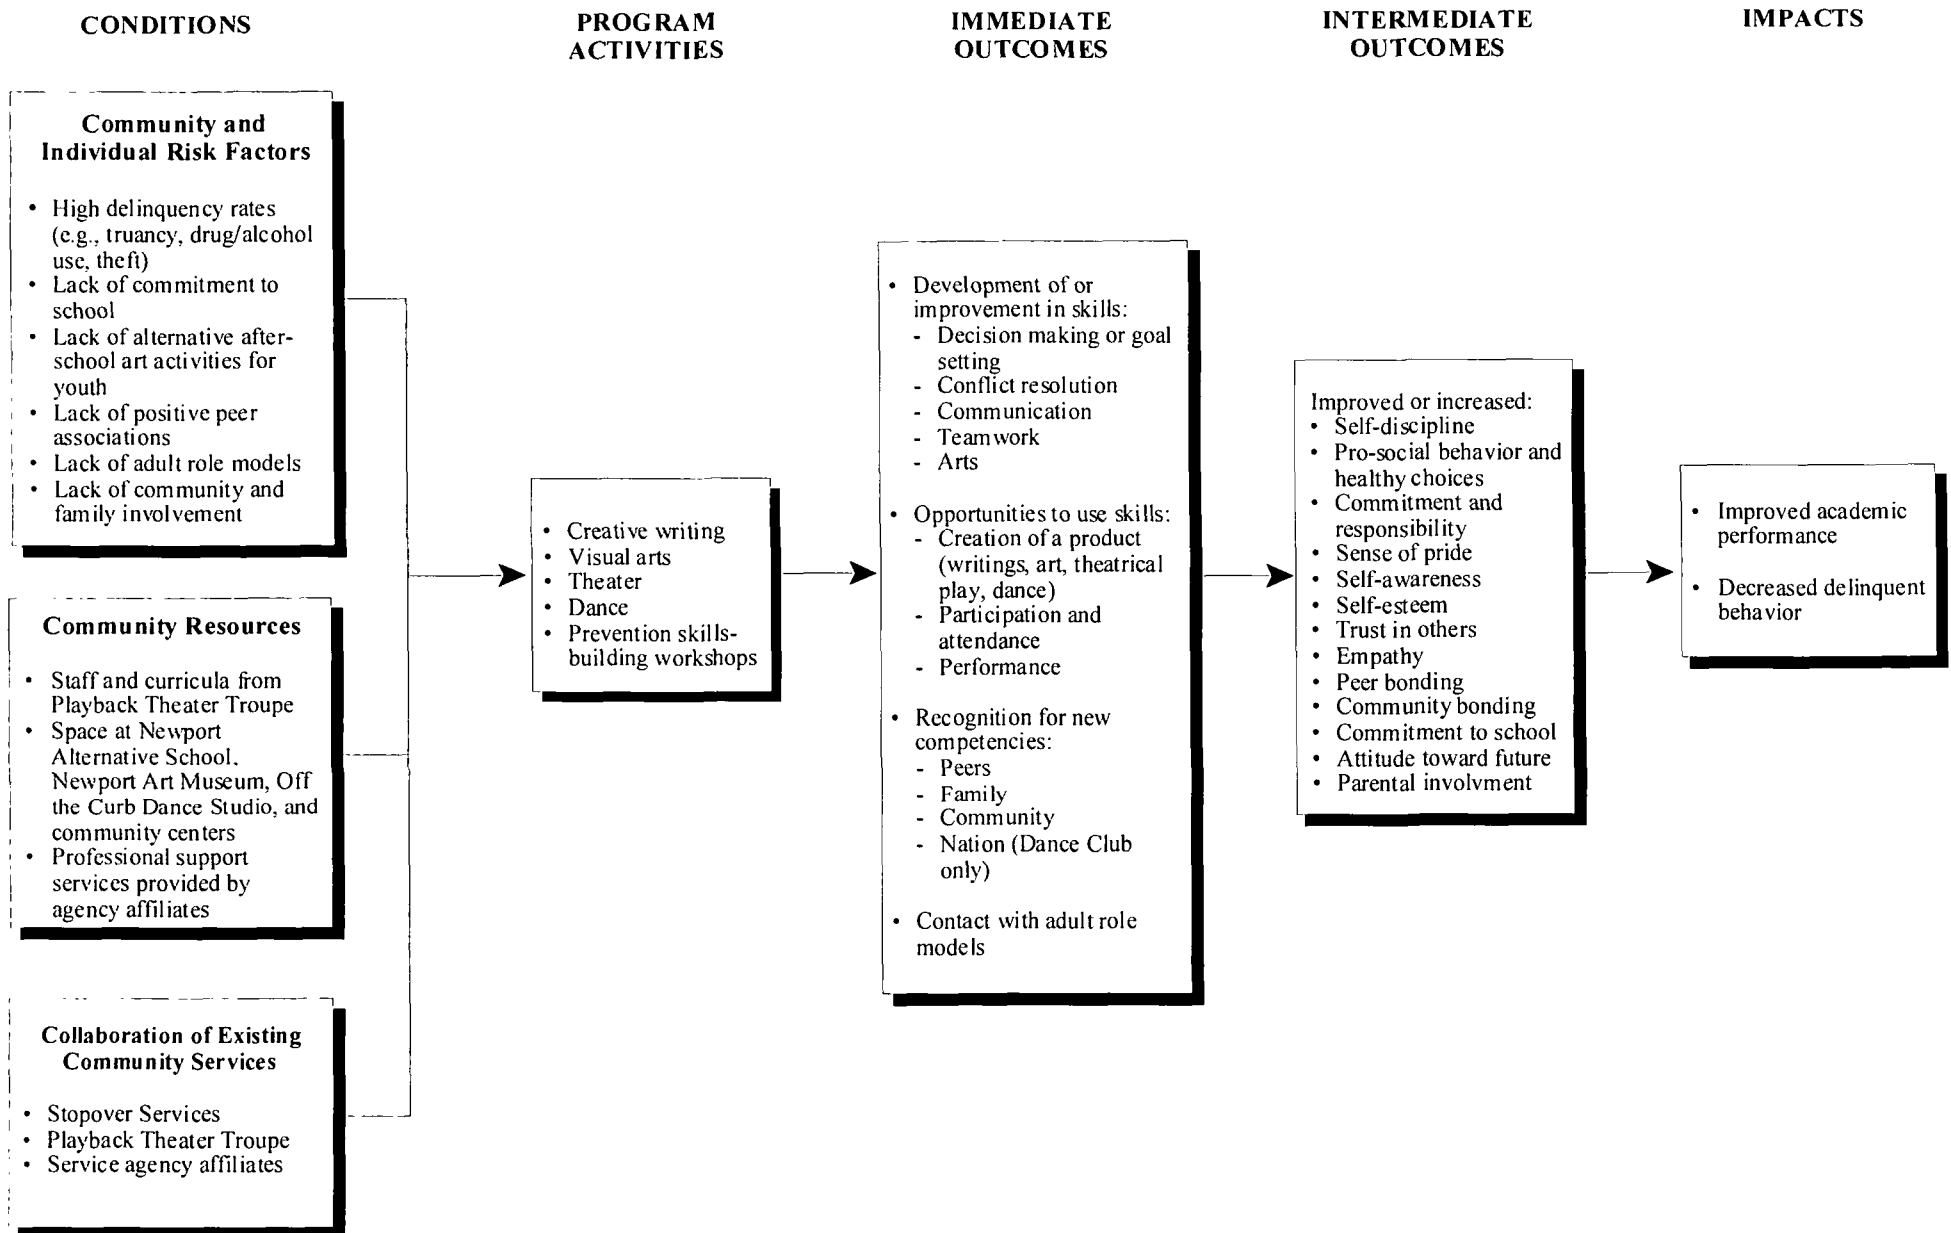 CONDITIONS
PROGRAM
ACTIVITIES
IMMEDIATE
OUTCOMES
INTERMEDIATE
OUTCOMES
IMPACTS
Community and
Individual Risk Factors
• High delinquency rates
(e.g., truancy, drug/alcohol
use, theft)
• Lack of commitment to
school
• Lack of alternative after-
school art activities for
youth
• Lack of positive peer
associations
• Lack of adult role models
• Lack of community and
family involvement
Community Resources
• Staff and curricula from
Playback Theater Troupe
• Space at Newport
Alternative School,
Newport Art Museum, Off
the Curb Dance Studio, and
community centers
• Professional support
services provided by
agency affiliates
Collaboration of Existing
Community Services
• Stopover Services
• Playback Theater Troupe
• Service agency affiliates
• Creative writing
• Visual arts
• Theater
• Dance
• Prevention skills-
building workshops
• Development of or
improvement in skills:
- Decision making or goal
setting
- Conflict resolution
- Communication
- Teamwork
- Arts
• Opportunities to use skills:
- Creation of a product
(writings, art, theatrical
play, dance)
- Participation and
attendance
- Performance
• Recognition for new
competencies:
- Peers
- Family
- Community
- Nation (Dance Club
only)
• Contact with adult role
models
Improved or increased:
• Self-discipline
• Pro-social behavior and
healthy choices
• Commitment and
responsibility
• Sense of pride
• Self-awareness
• Self-esteem
• Trust in others
• Empathy
• Peer bonding
• Community bonding
• Commitment to school
• Attitude toward future
• Parental involvment
• Improved academic
performance
• Decreased delinquent
behavior